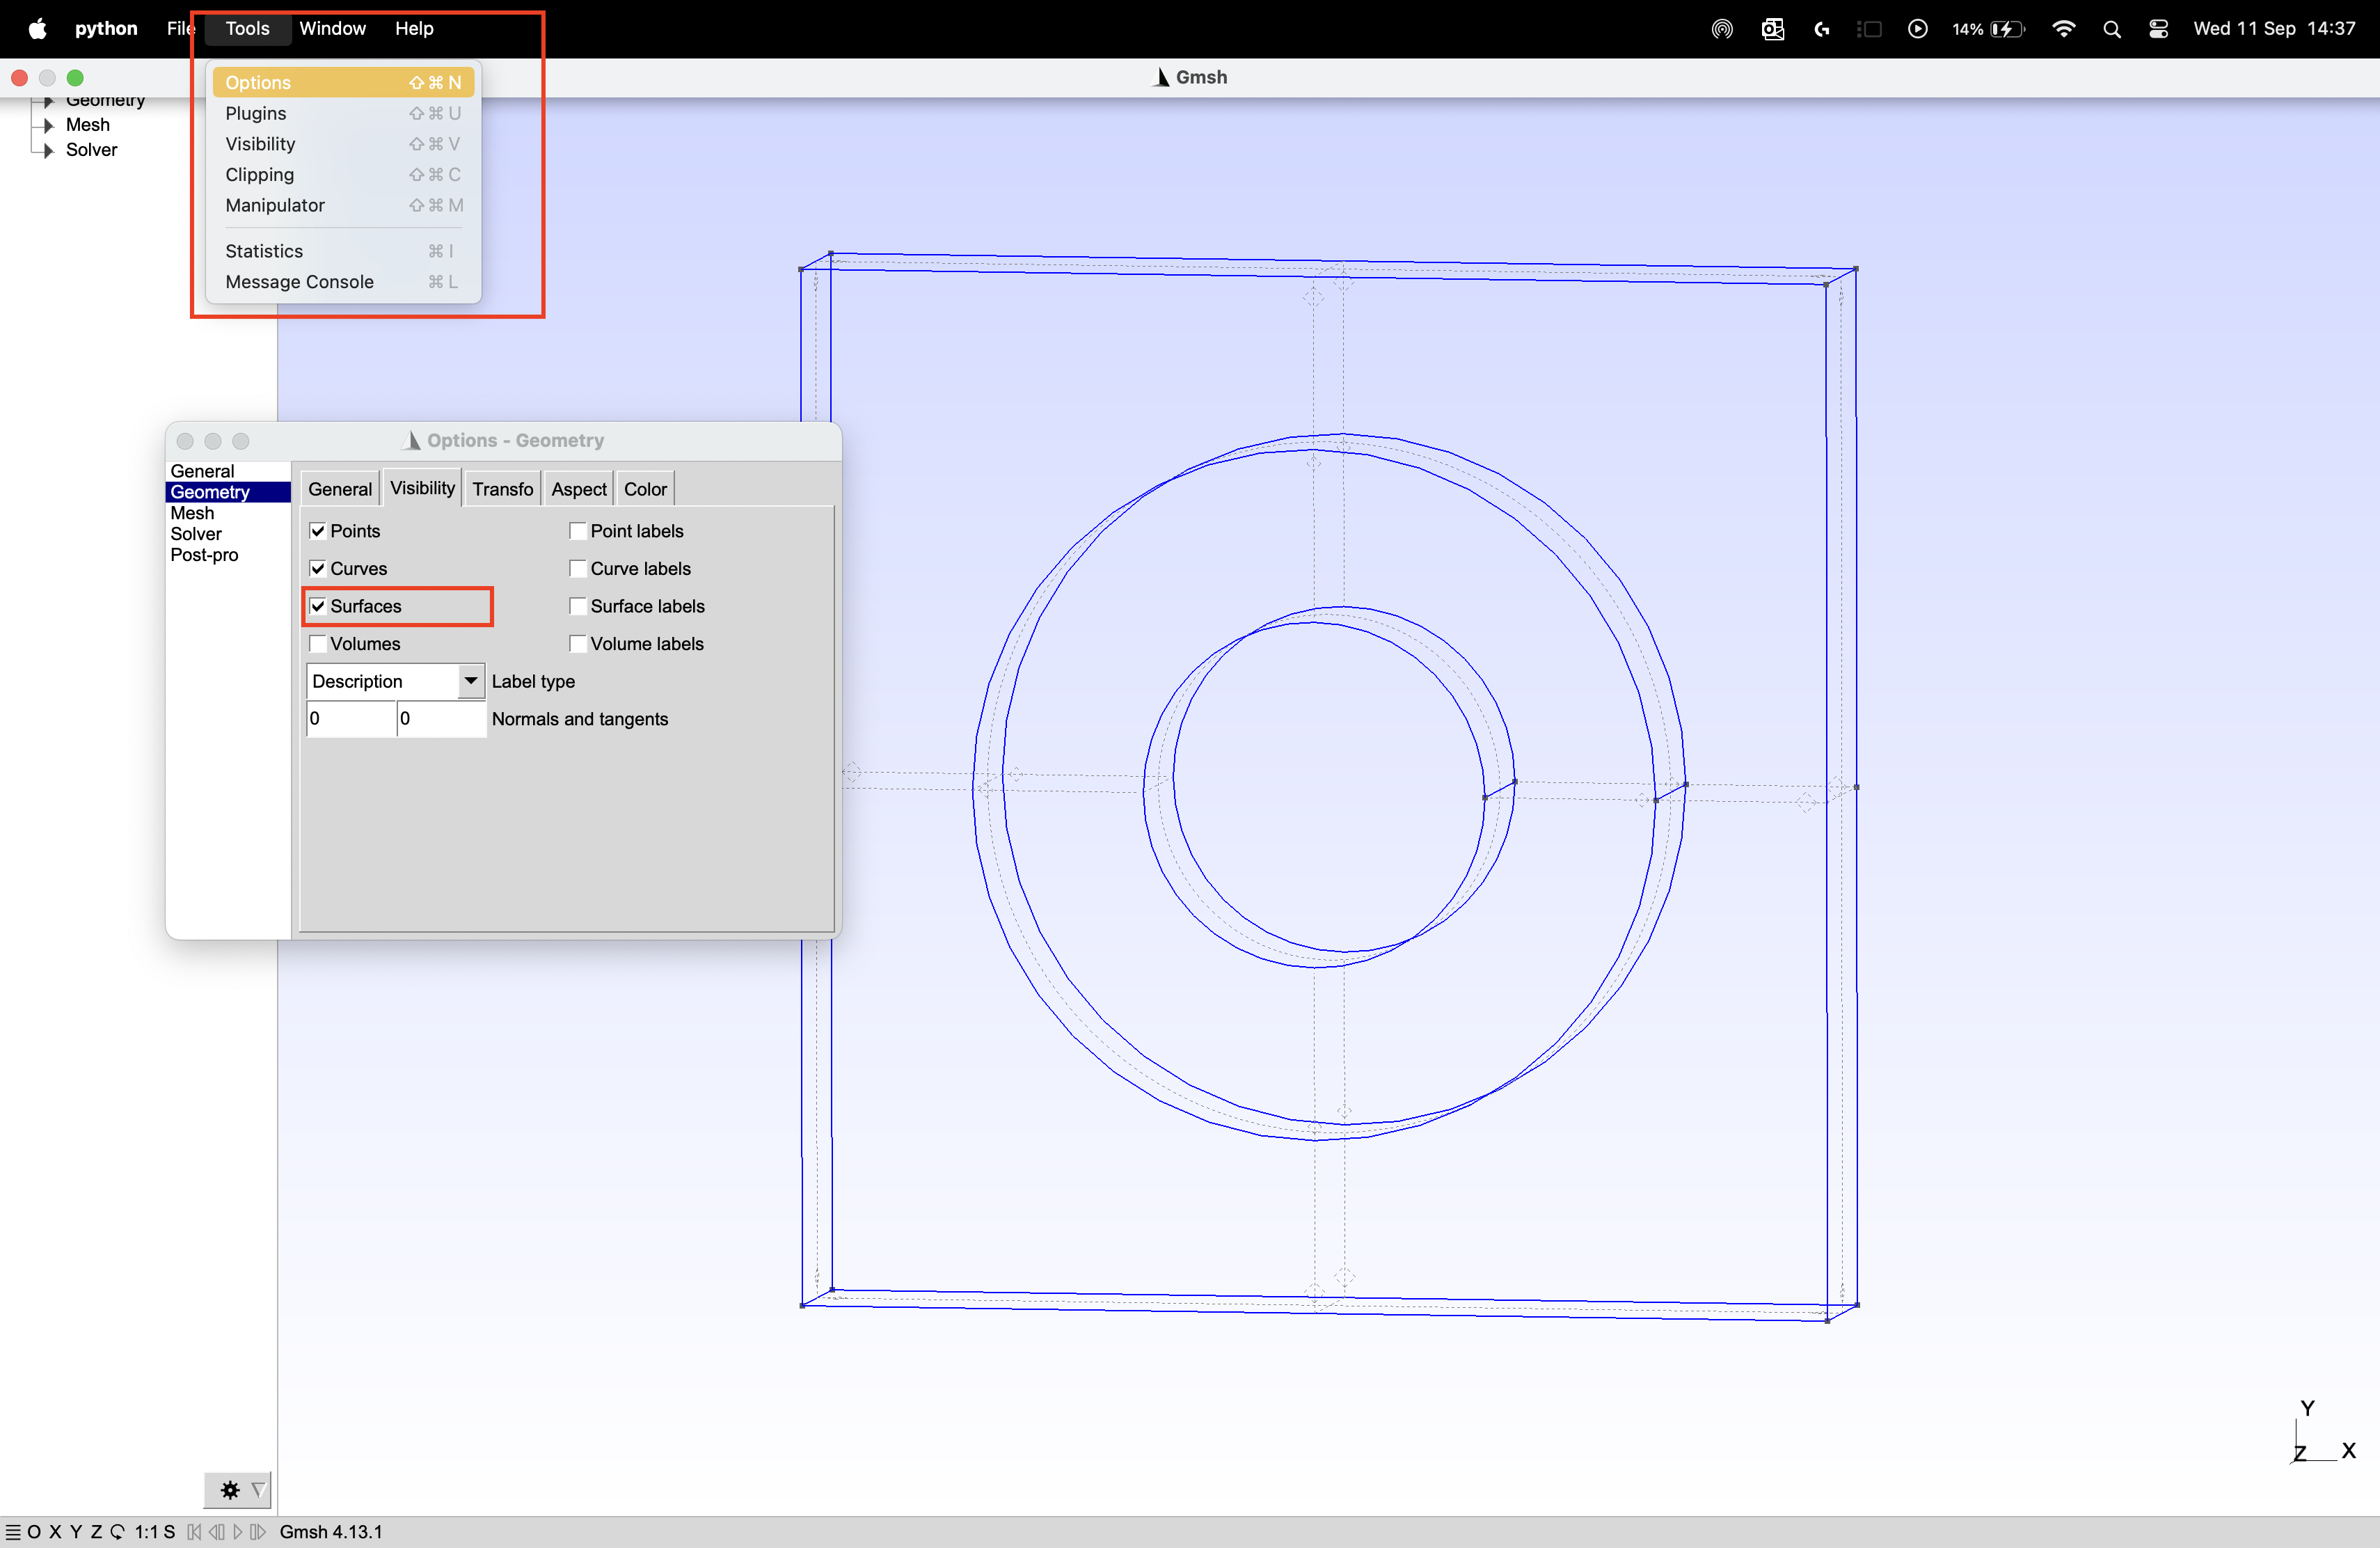 python File Tools Window Help 14% Wed 11 Sep 14:37
Gmsh
Geometry
Mesh
Solver
Options ⇧⌘N
Plugins ⇧⌘U
Visibility ⇧⌘V
Clipping ⇧⌘C
Manipulator ⇧⌘M
Statistics ⌘I
Message Console ⌘L
Options - Geometry
General
Geometry
Mesh
Solver
Post-pro
General Visibility Transfo Aspect Color
Points Point labels
Curves Curve labels
Surfaces Surface labels
Volumes Volume labels
Description Label type
0 0 Normals and tangents
Y
Z X
O X Y Z 1:1 S Gmsh 4.13.1